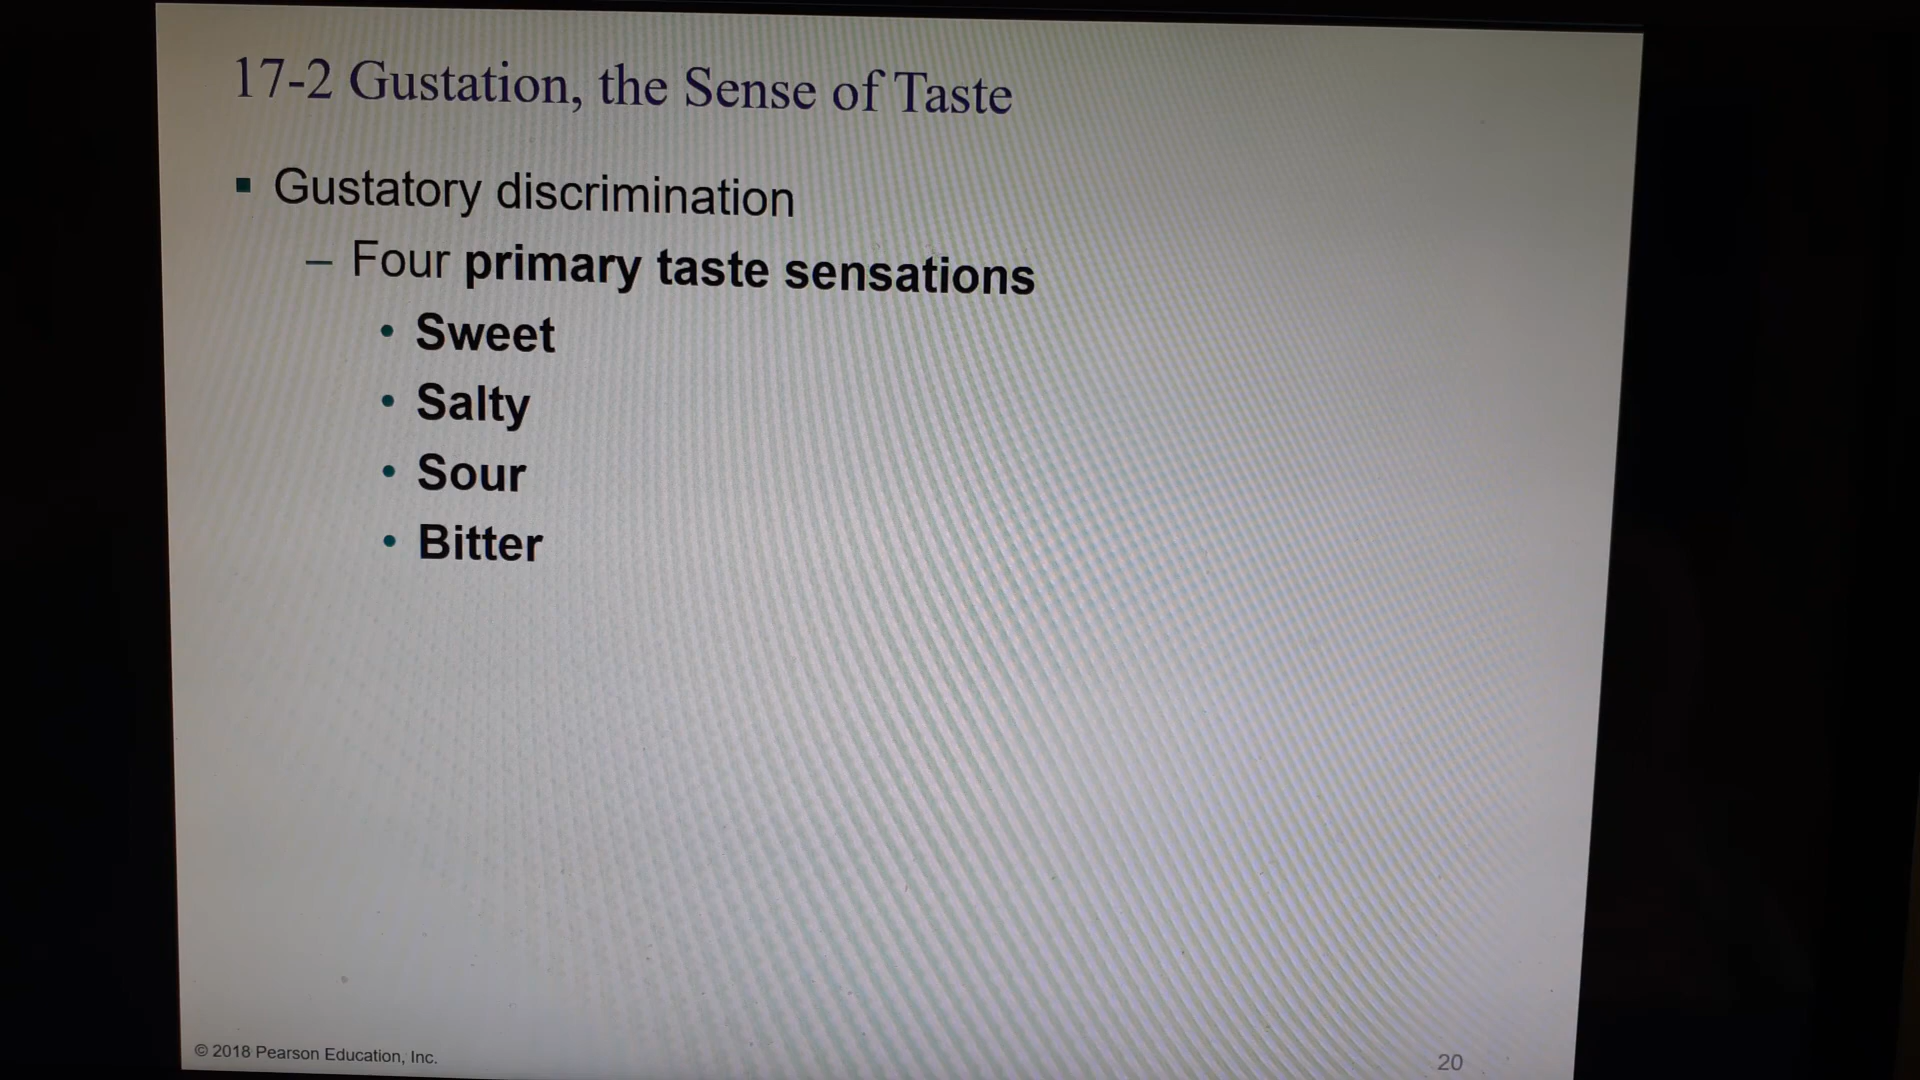 17-2 Gustation, the Sense of Taste
▪ Gustatory discrimination
– Four primary taste sensations
• Sweet
• Salty
• Sour
• Bitter
© 2018 Pearson Education, Inc.
20